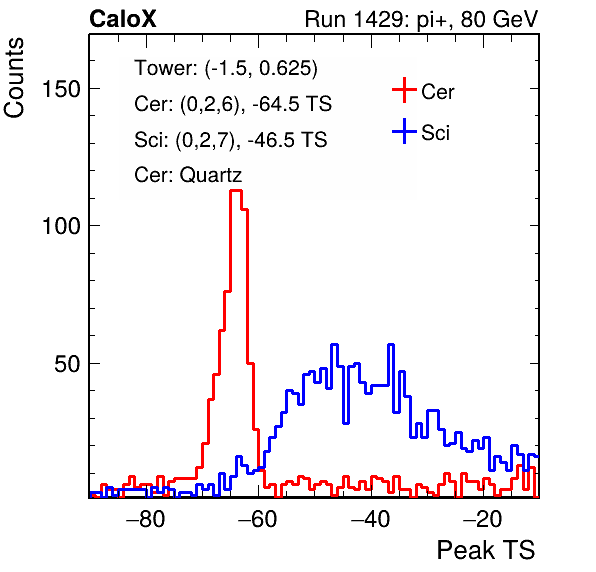 CaloX Run 1429: pi+, 80 GeV
Counts
Tower: (-1.5, 0.625)
Cer: (0,2,6), -64.5 TS
Sci: (0,2,7), -46.5 TS
Cer: Quartz
Cer
Sci
150
100
50
−80 −60 −40 −20
Peak TS